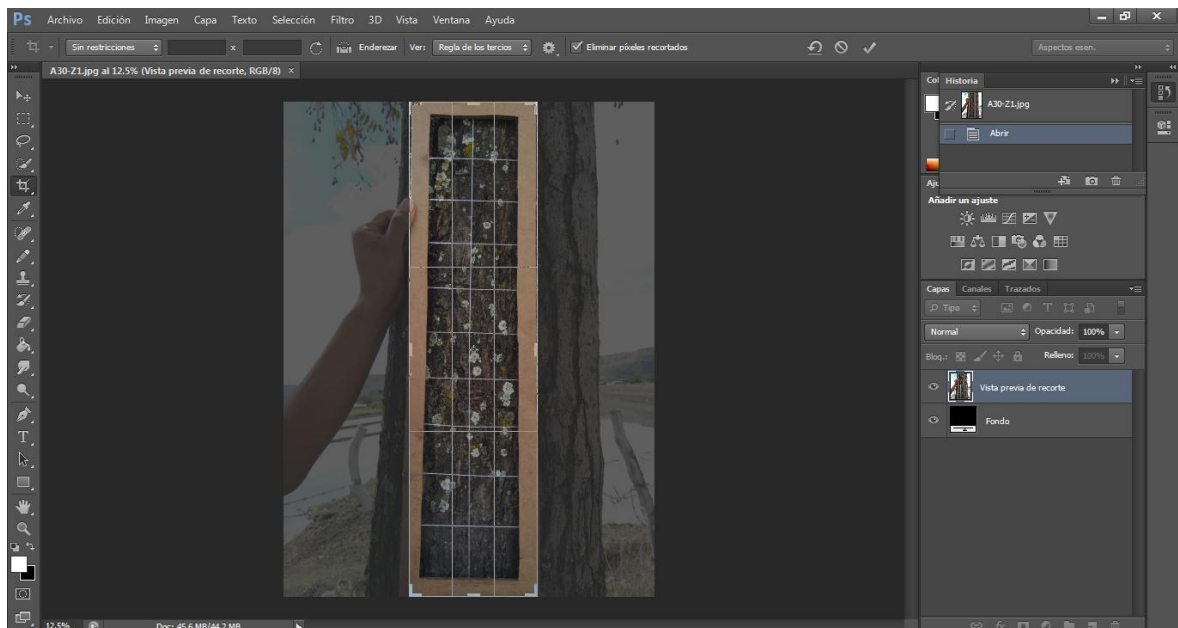 Ps Archivo Edición Imagen Capa Texto Selección Filtro 3D Vista Ventana Ayuda
Sin restricciones x Enderezar Ver: Regla de los tercios Eliminar píxeles recortados Aspectos esen.
A30-Z1.jpg al 12.5% (Vista previa de recorte, RGB/8) ×
Col Historia
A30-Z1.jpg
Abrir
Aju
Añadir un ajuste
Capas Canales Trazados
Tipo
Normal Opacidad: 100%
Bloq.: Relleno: 100%
Vista previa de recorte
Fondo
12.5% Doc: 45.6 MB/44.2 MB